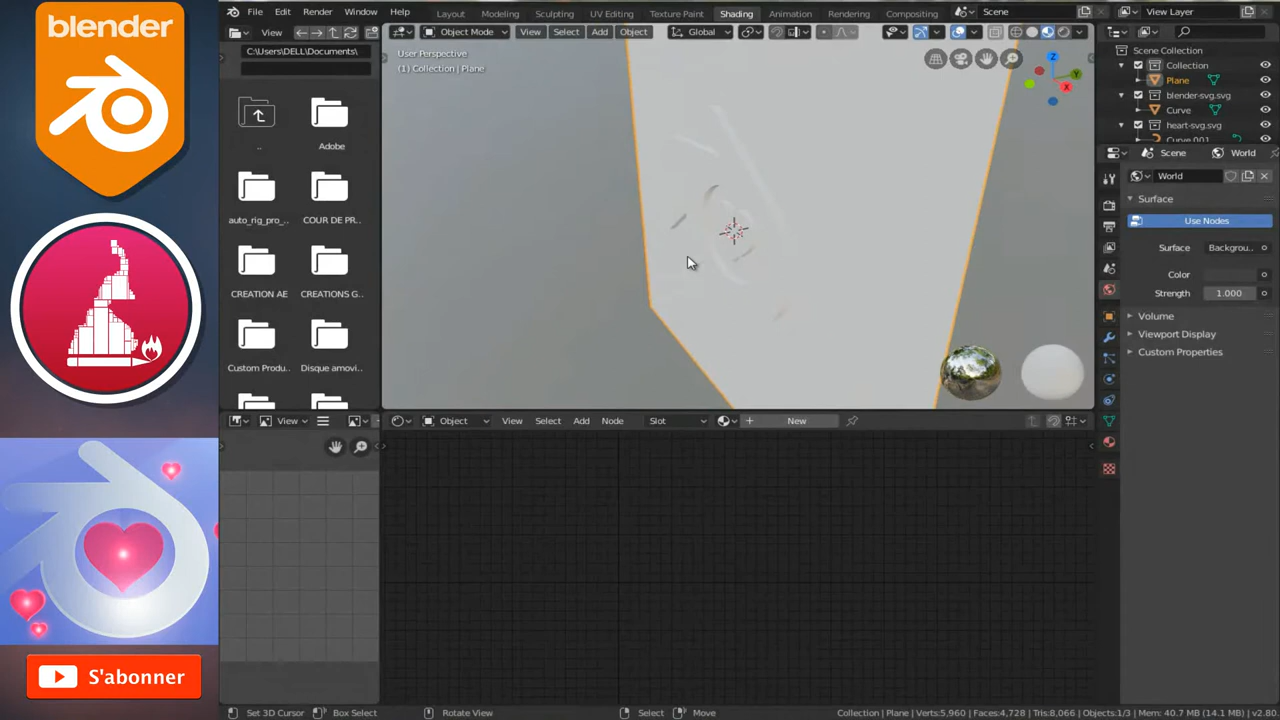 blender
S'abonner
File Edit Render Window Help
Layout Modeling Sculpting UV Editing Texture Paint Shading Animation Rendering Compositing
Scene
View Layer
View
Object Mode View Select Add Object
Global
C:\Users\DELL\Documents\
..
Adobe
auto_rig_pro_..
COUR DE PR..
CREATION AE
CREATIONS G..
Custom Produ..
Disque amovi..
User Perspective
(1) Collection | Plane
Z
Y
X
Scene Collection
Collection
Plane
blender-svg.svg
Curve
heart-svg.svg
Curve.001
Scene
World
World
Surface
Use Nodes
Surface Backgrou..
Color
Strength 1.000
Volume
Viewport Display
Custom Properties
View
Object View Select Add Node
Slot
New
Set 3D Cursor
Box Select
Rotate View
Select
Move
Collection | Plane | Verts:5,960 | Faces:4,728 | Tris:8,066 | Objects:1/3 | Mem: 40.7 MB (14.1 MB) | v2.80